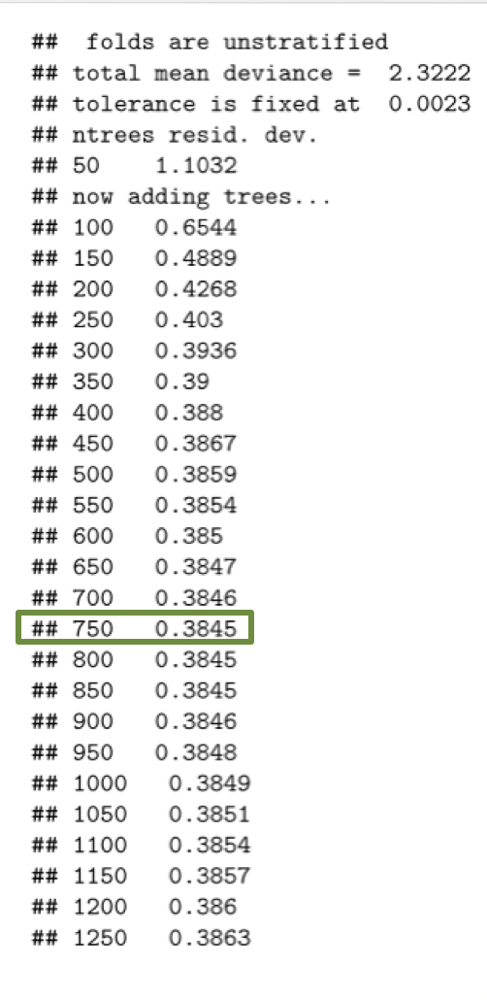 ##  folds are unstratified
## total mean deviance =  2.3222
## tolerance is fixed at  0.0023
## ntrees resid. dev.
## 50    1.1032
## now adding trees...
## 100   0.6544
## 150   0.4889
## 200   0.4268
## 250   0.403
## 300   0.3936
## 350   0.39
## 400   0.388
## 450   0.3867
## 500   0.3859
## 550   0.3854
## 600   0.385
## 650   0.3847
## 700   0.3846
## 750   0.3845
## 800   0.3845
## 850   0.3845
## 900   0.3846
## 950   0.3848
## 1000   0.3849
## 1050   0.3851
## 1100   0.3854
## 1150   0.3857
## 1200   0.386
## 1250   0.3863